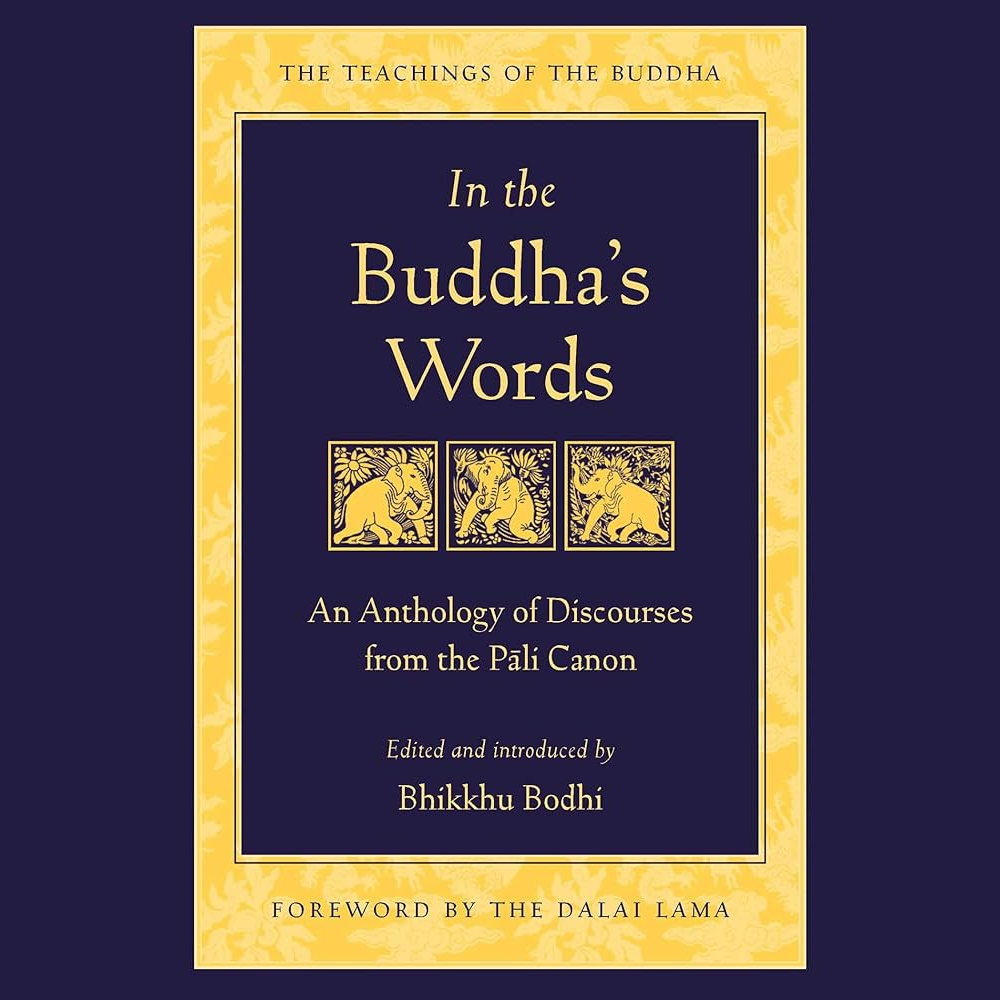 THE TEACHINGS OF THE BUDDHA
In the
Buddha's
Words
An Anthology of Discourses
from the Pāli Canon
Edited and introduced by
Bhikkhu Bodhi
FOREWORD BY THE DALAI LAMA